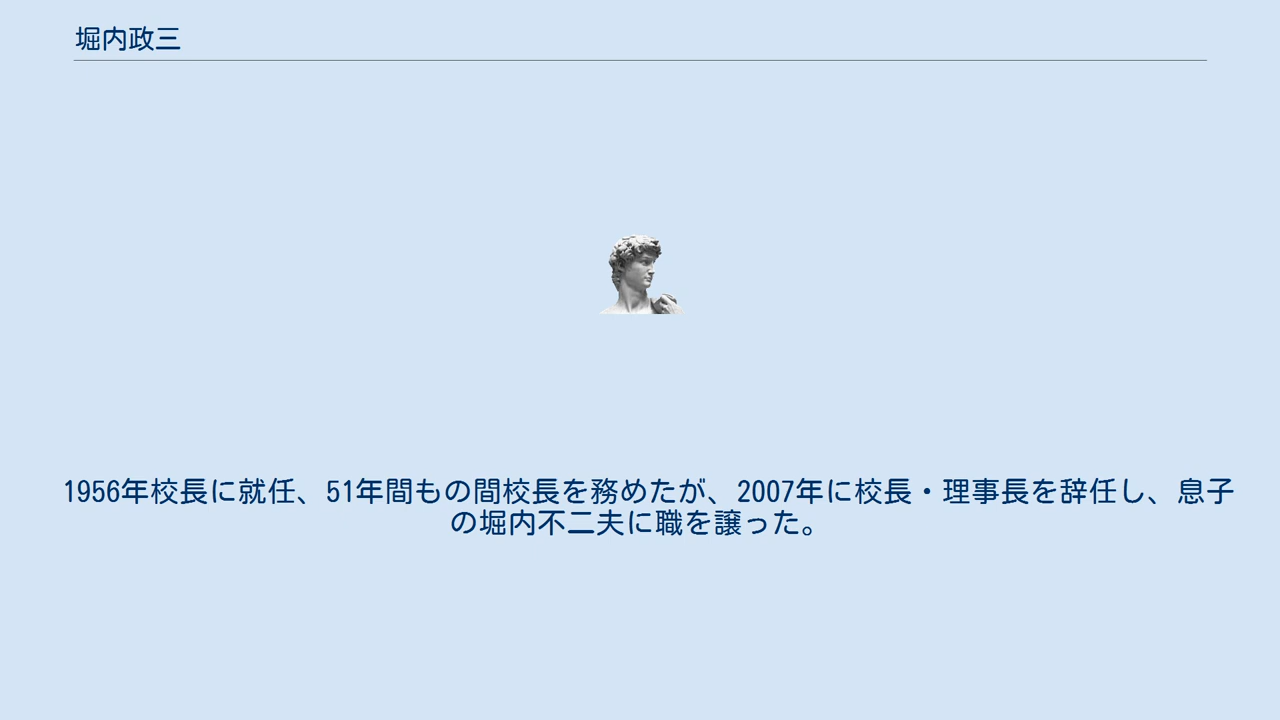 堀内政三
1956年校長に就任、51年間もの間校長を務めたが、2007年に校長・理事長を辞任し、息子
の堀内不二夫に職を譲った。